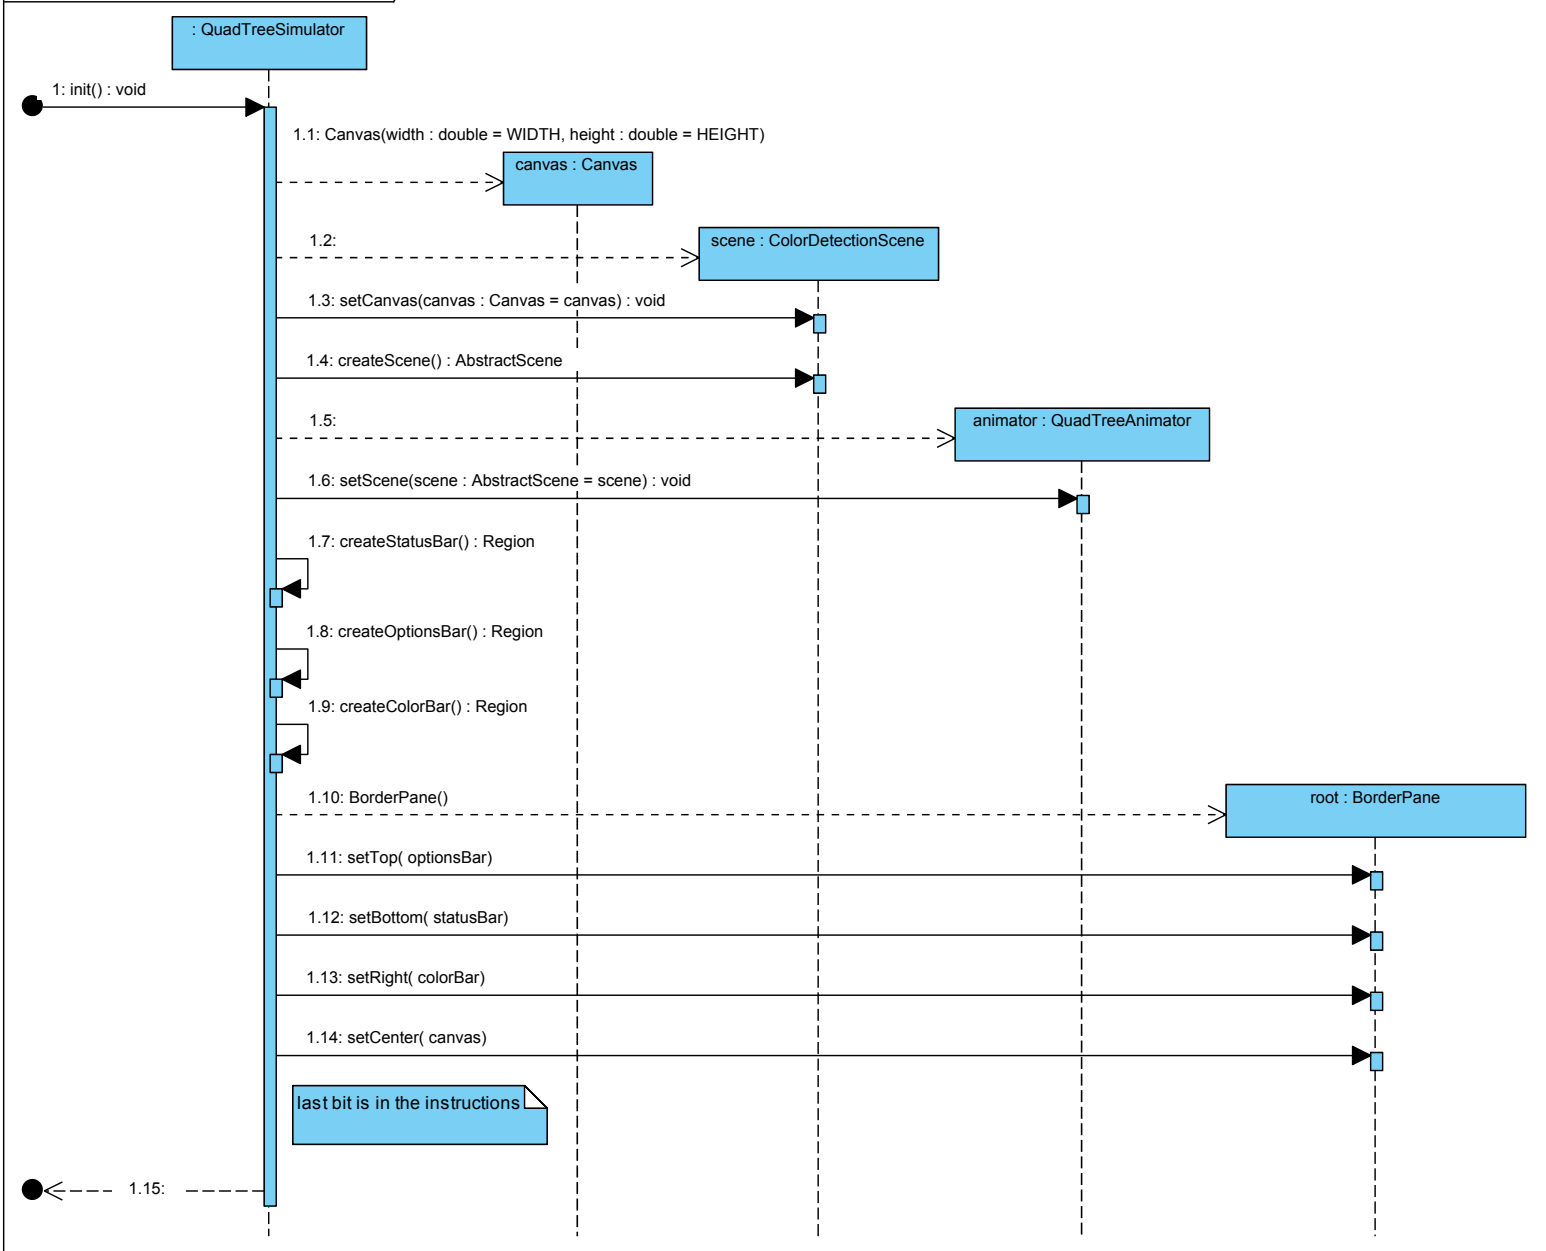 : QuadTreeSimulator
1: init() : void
1.1: Canvas(width : double = WIDTH, height : double = HEIGHT)
canvas : Canvas
1.2:
scene : ColorDetectionScene
1.3: setCanvas(canvas : Canvas = canvas) : void
1.4: createScene() : AbstractScene
1.5:
animator : QuadTreeAnimator
1.6: setScene(scene : AbstractScene = scene) : void
1.7: createStatusBar() : Region
1.8: createOptionsBar() : Region
1.9: createColorBar() : Region
1.10: BorderPane()
root : BorderPane
1.11: setTop( optionsBar)
1.12: setBottom( statusBar)
1.13: setRight( colorBar)
1.14: setCenter( canvas)
last bit is in the instructions
1.15: